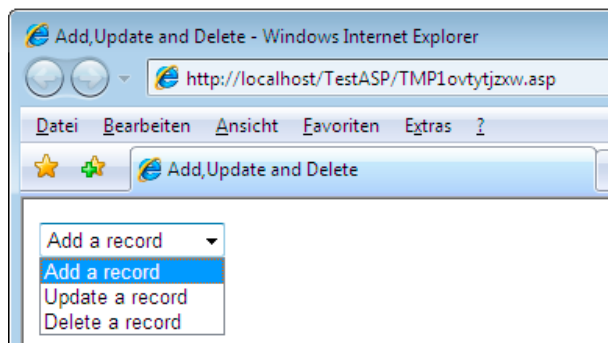 Add,Update and Delete - Windows Internet Explorer
http://localhost/TestASP/TMP1ovtytjzxw.asp
Datei Bearbeiten Ansicht Favoriten Extras ?
Add,Update and Delete
Add a record
Add a record
Update a record
Delete a record